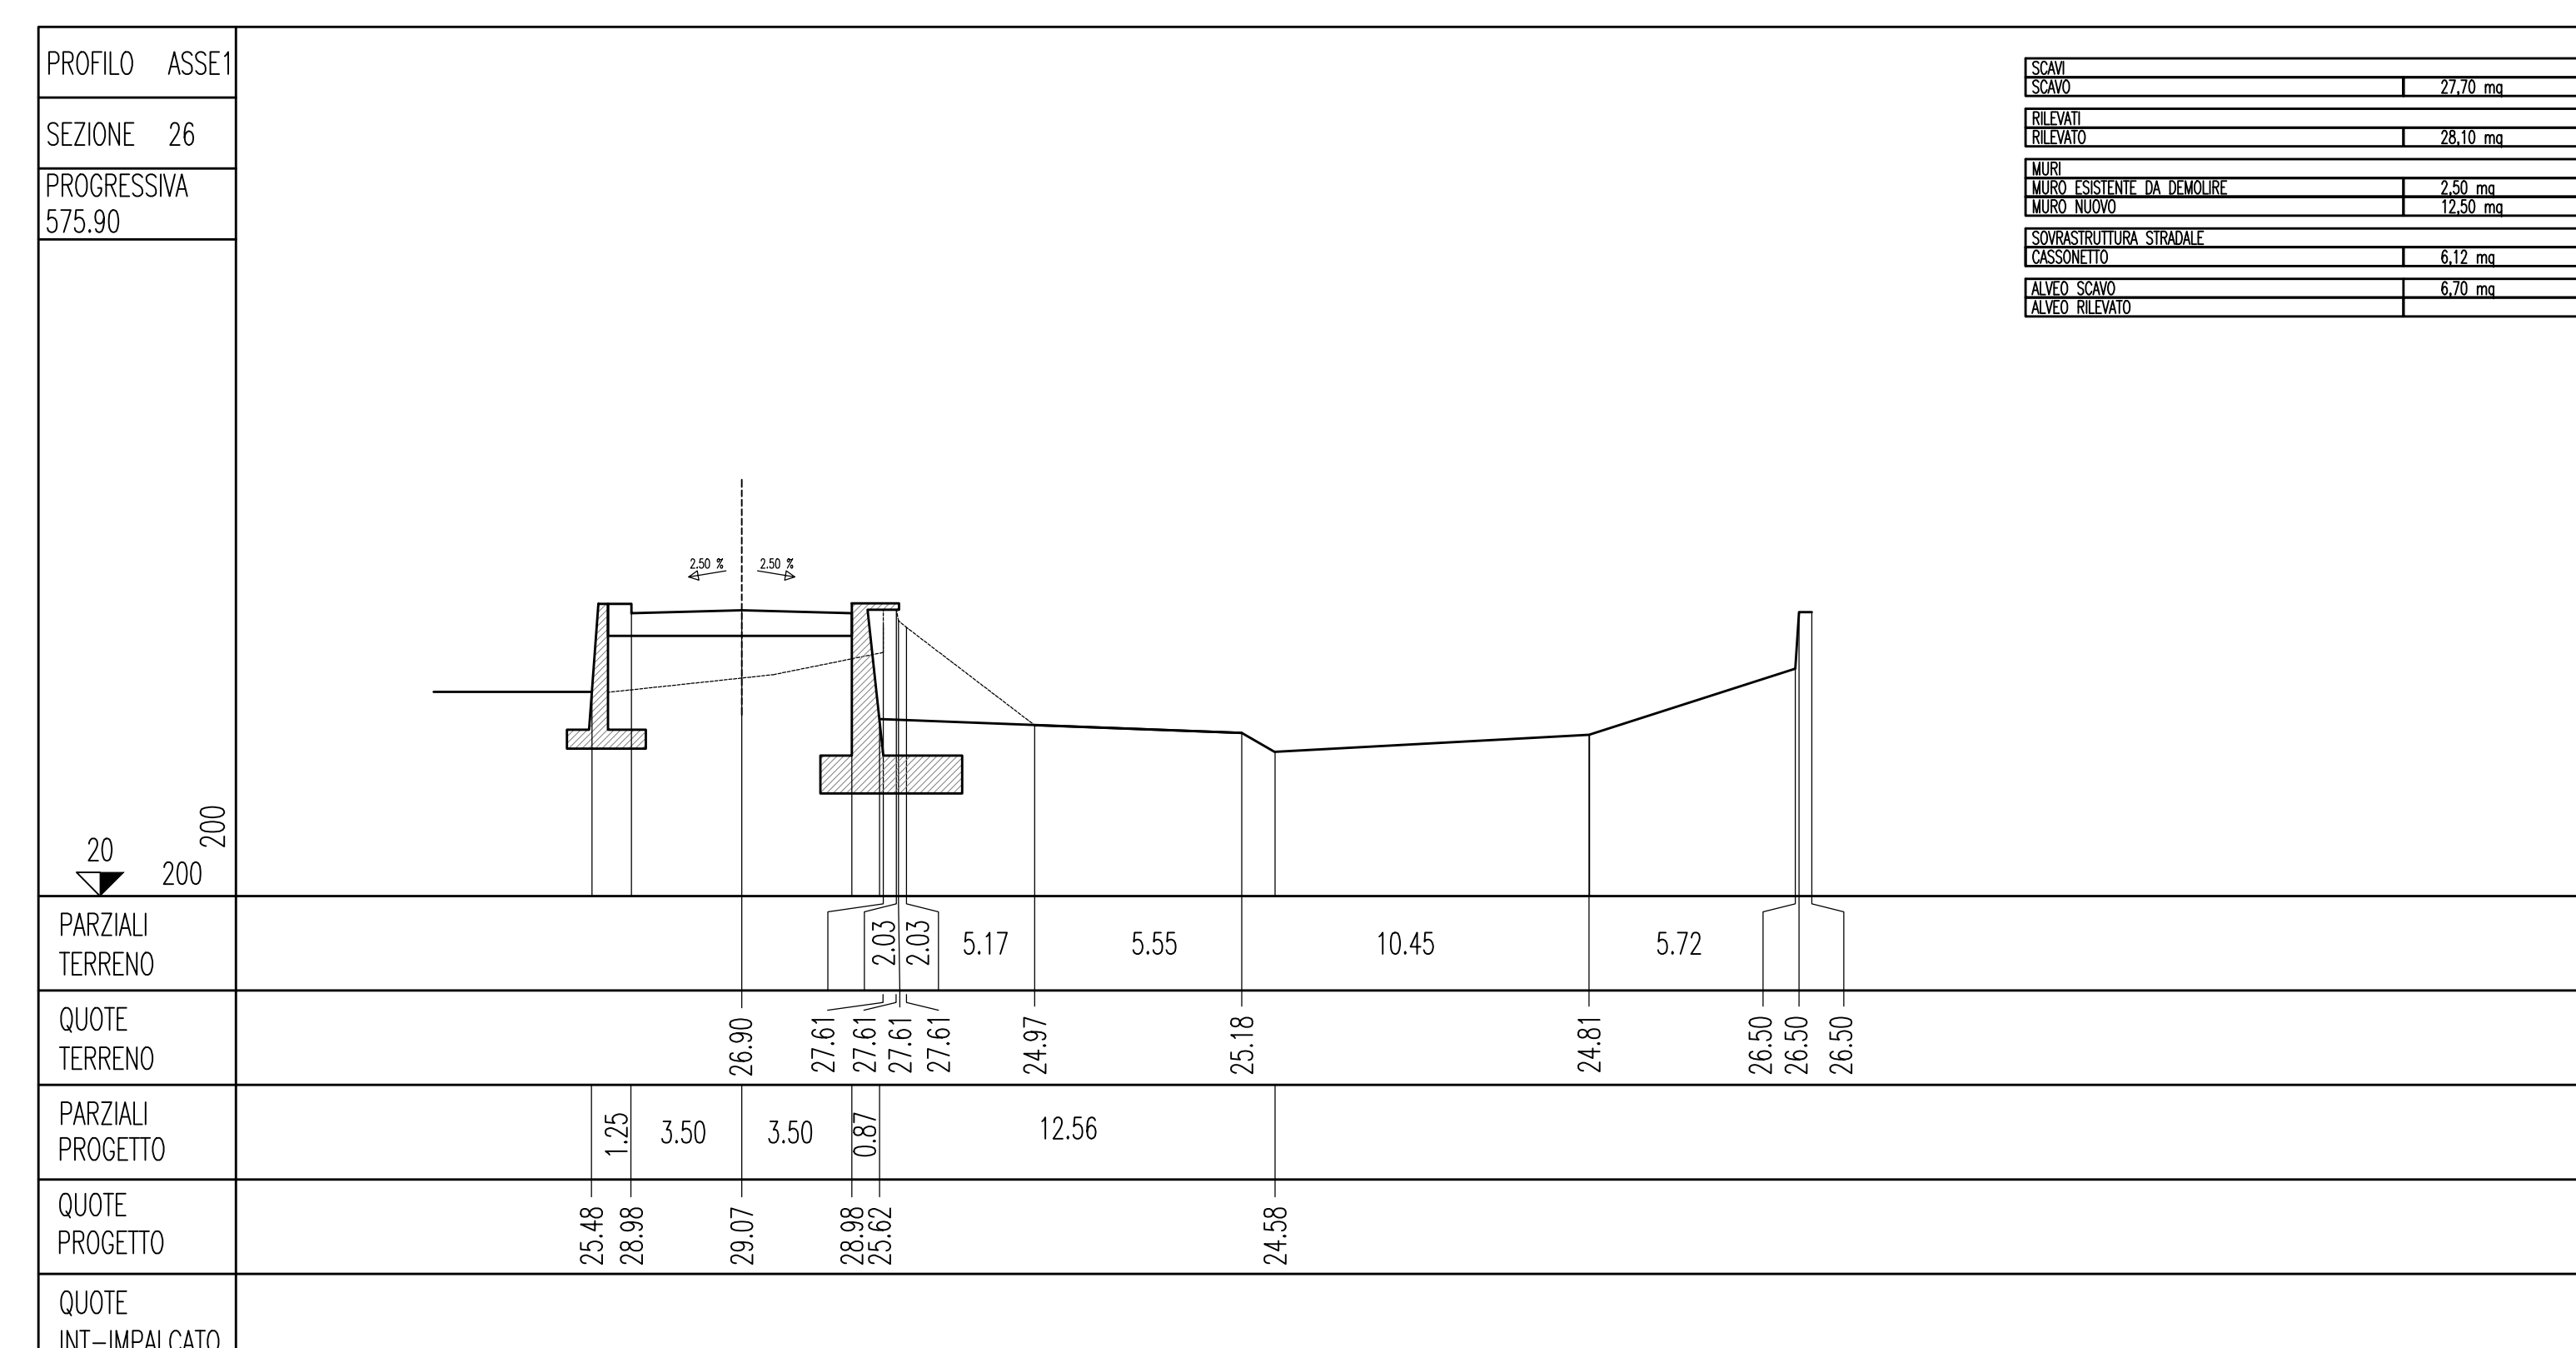 PROFILO ASSE1
SEZIONE 26
PROGRESSIVA
575.90
SCAVI
SCAVO 27,70 mq
RILEVATI
RILEVATO 28,10 mq
MURI
MURO ESISTENTE DA DEMOLIRE 2,50 mq
MURO NUOVO 12,50 mq
SOVRASTRUTTURA STRADALE
CASSONETTO 6,12 mq
ALVEO SCAVO 6,70 mq
ALVEO RILEVATO
2.50 % 2.50 %
200
20
200
PARZIALI
TERRENO
2.03 2.03 5.17 5.55 10.45 5.72
QUOTE
TERRENO
26.90 27.61 27.61 27.61 27.61 24.97 25.18 24.81 26.50 26.50 26.50
PARZIALI
PROGETTO
1.25 3.50 3.50 0.87 12.56
QUOTE
PROGETTO
25.48 28.98 29.07 28.98 25.62 24.58
QUOTE
INT-IMPALCATO